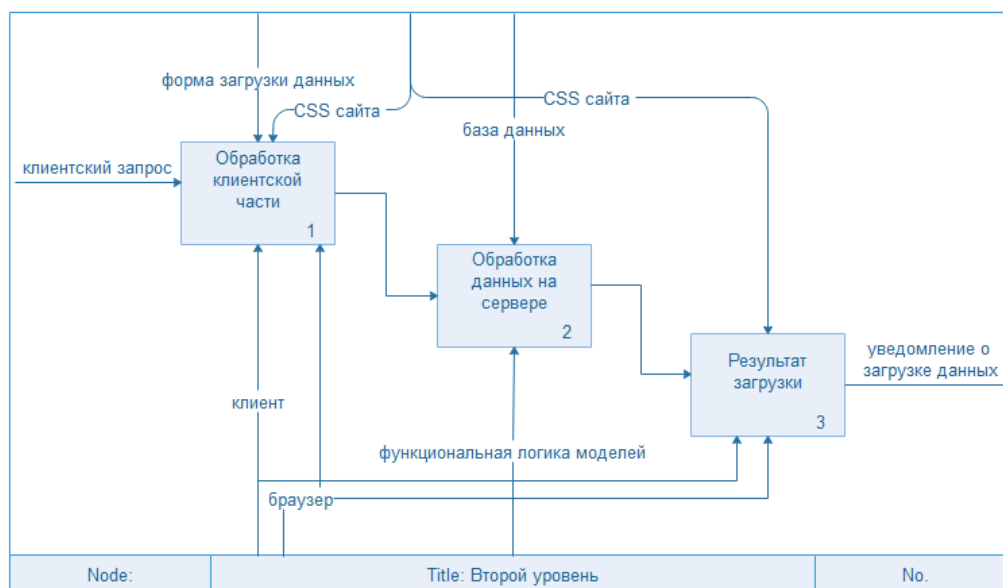 форма загрузки данных
CSS сайта
CSS сайта
база данных
клиентский запрос
Обработка
клиентской
части
1
Обработка
данных на
сервере
2
Результат
загрузки
3
уведомление о
загрузке данных
клиент
функциональная логика моделей
браузер
Node:
Title: Второй уровень
No.